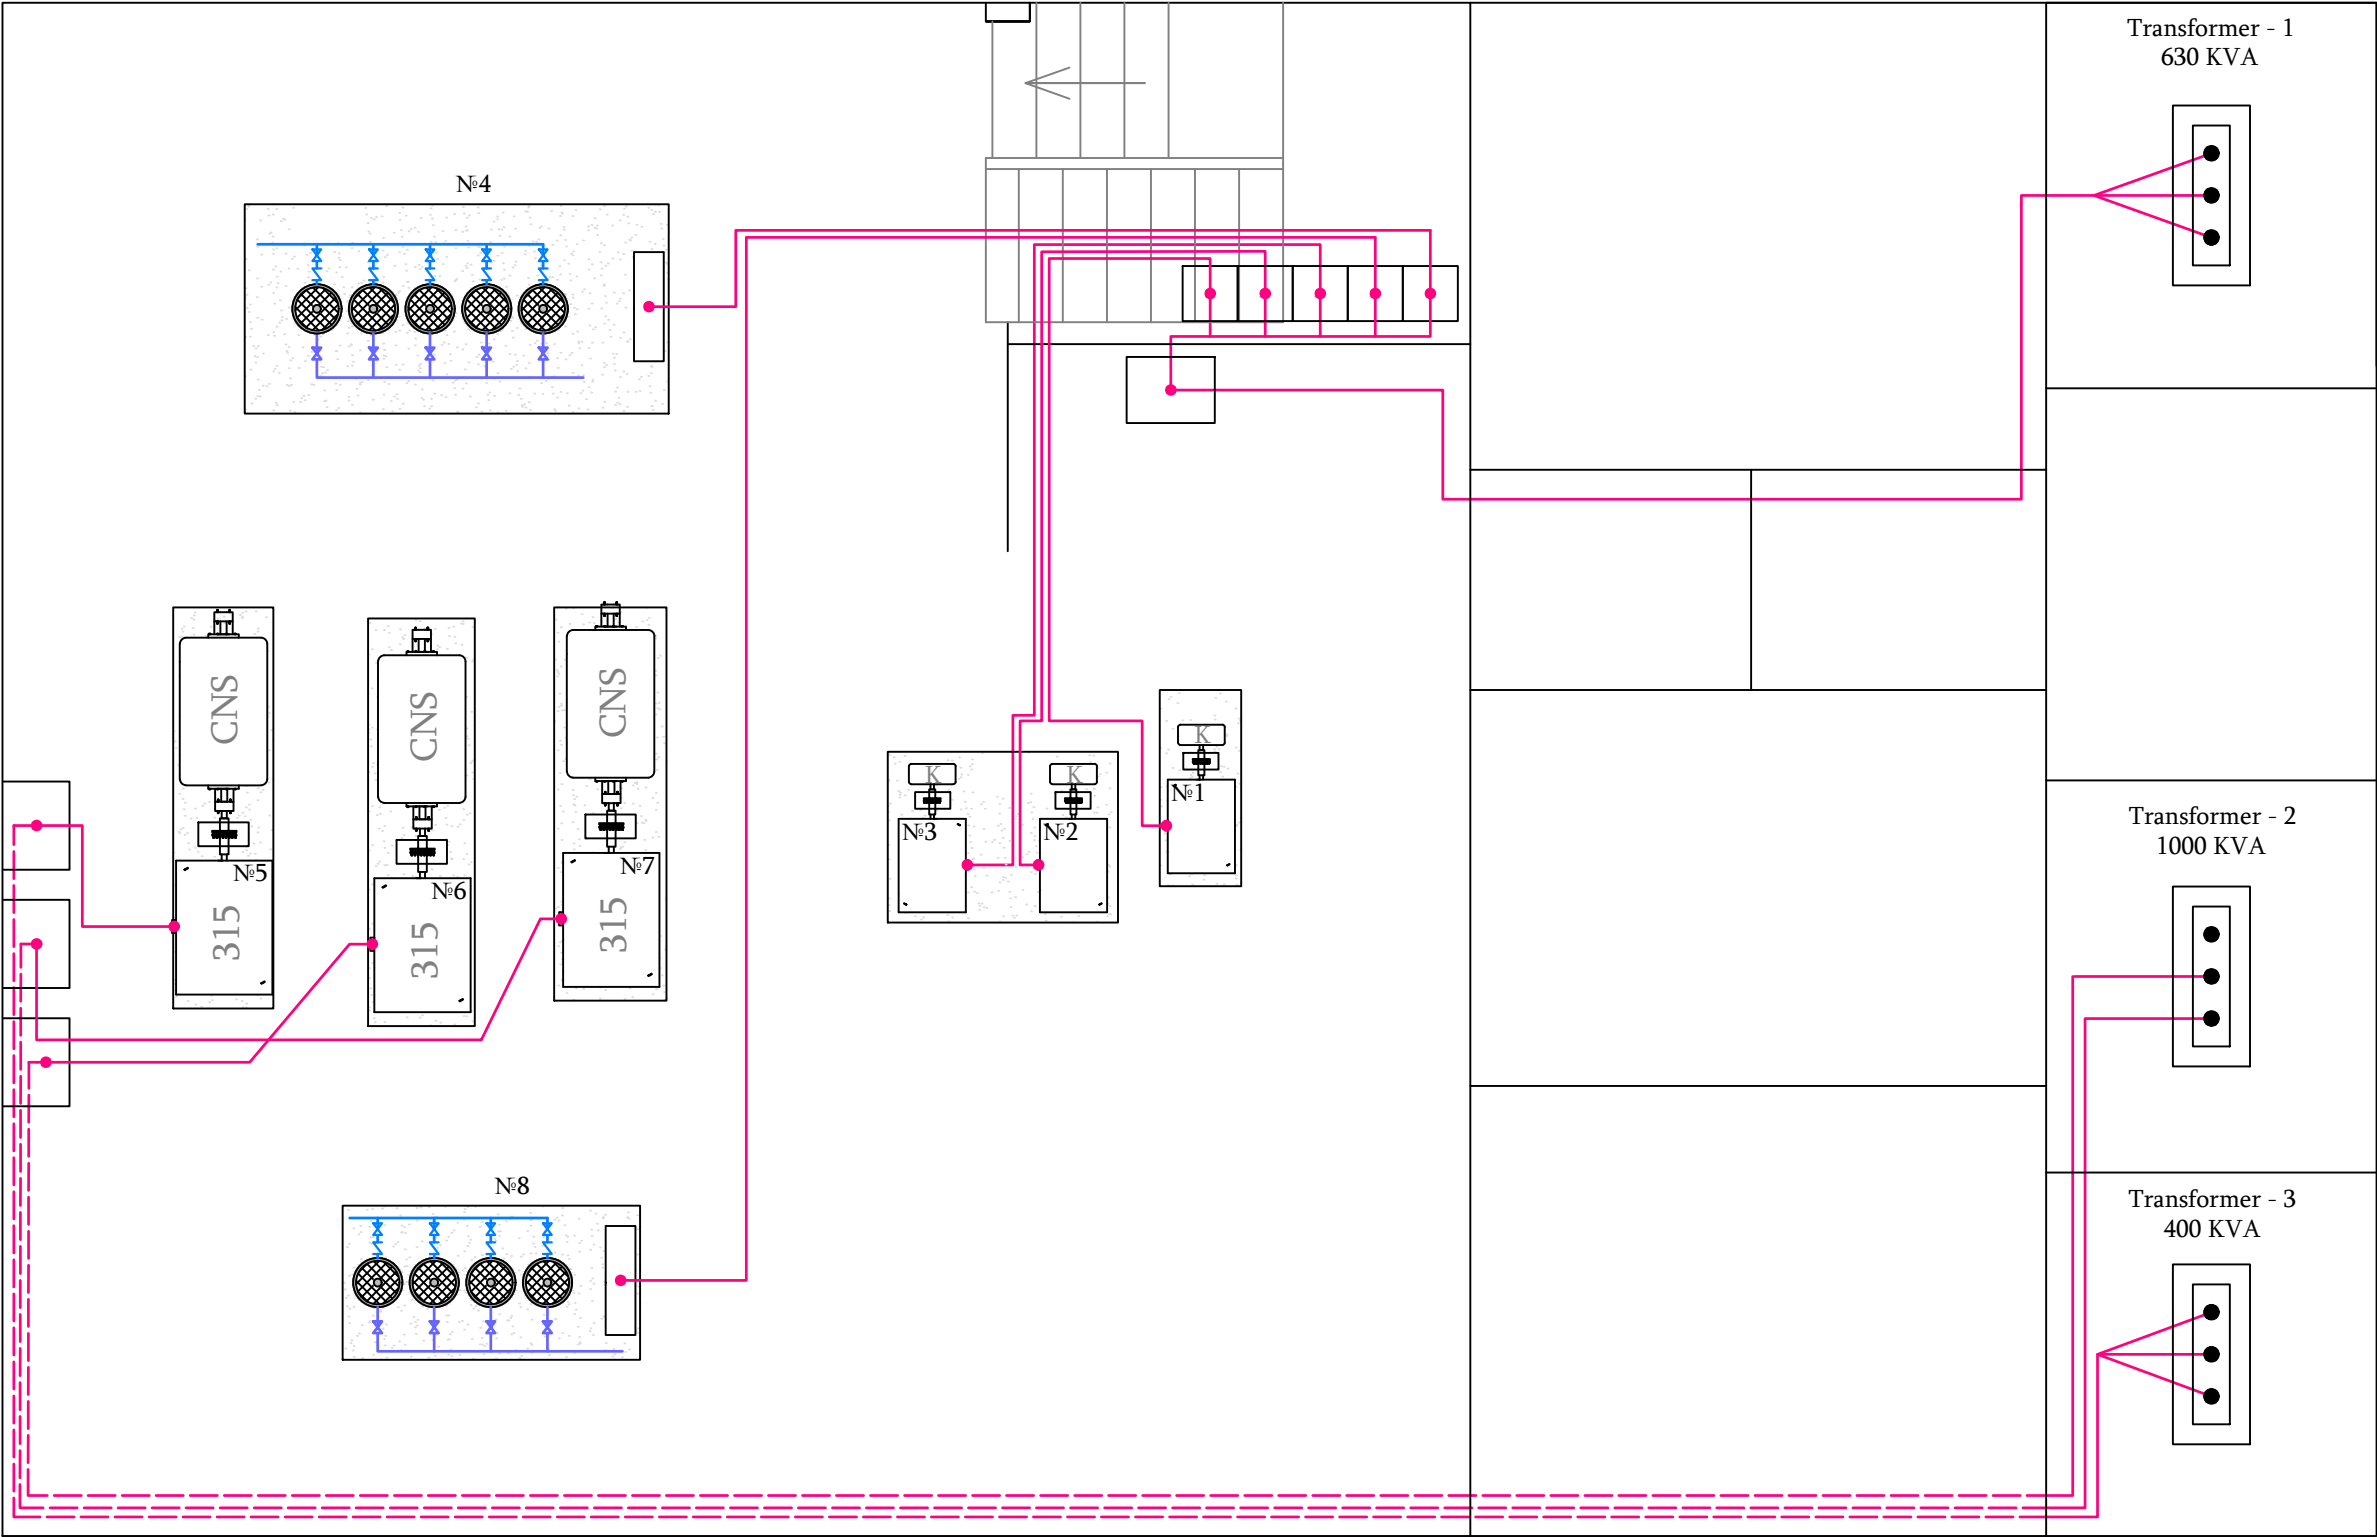 Transformer - 1
630 KVA
№4
CNS
CNS
CNS
K
№1
K
K
№3
№2
Transformer - 2
1000 KVA
№5
№6
№7
315
315
315
№8
Transformer - 3
400 KVA